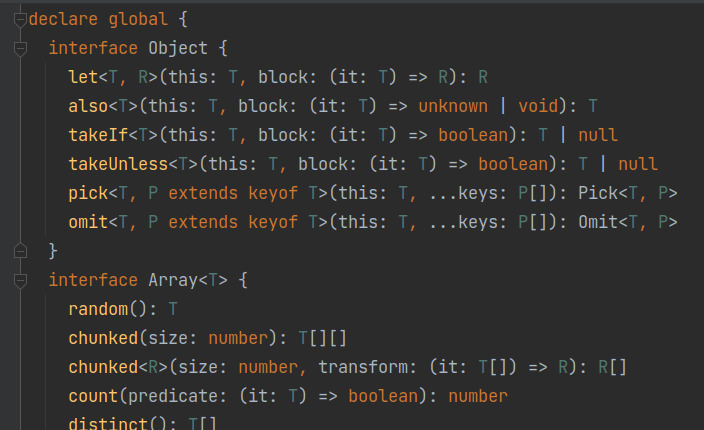 declare global {
interface Object {
let<T, R>(this: T, block: (it: T) => R): R
also<T>(this: T, block: (it: T) => unknown | void): T
takeIf<T>(this: T, block: (it: T) => boolean): T | null
takeUnless<T>(this: T, block: (it: T) => boolean): T | null
pick<T, P extends keyof T>(this: T, ...keys: P[]): Pick<T, P>
omit<T, P extends keyof T>(this: T, ...keys: P[]): Omit<T, P>
}
interface Array<T> {
random(): T
chunked(size: number): T[][]
chunked<R>(size: number, transform: (it: T[]) => R): R[]
count(predicate: (it: T) => boolean): number
distinct(): T[]